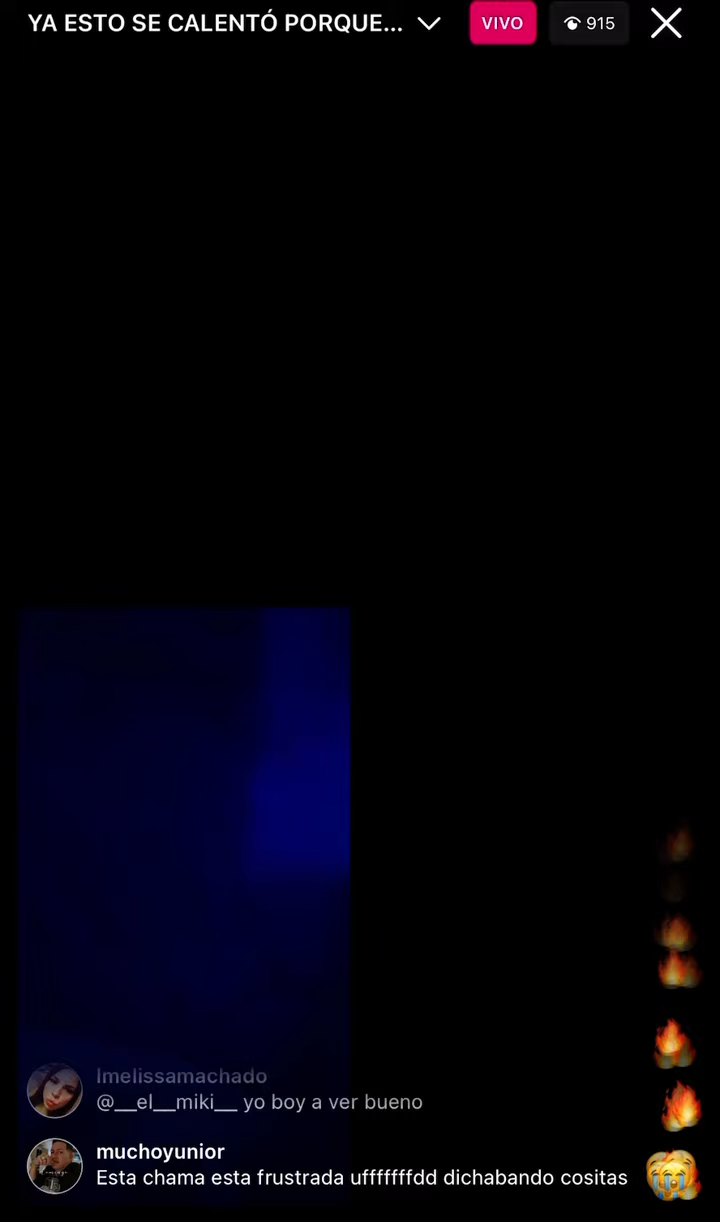 YA ESTO SE CALENTÓ PORQUE...
VIVO
915
lmelissamachado
@__el__miki__ yo boy a ver bueno
muchoyunior
Esta chama esta frustrada ufffffffdd dichabando cositas